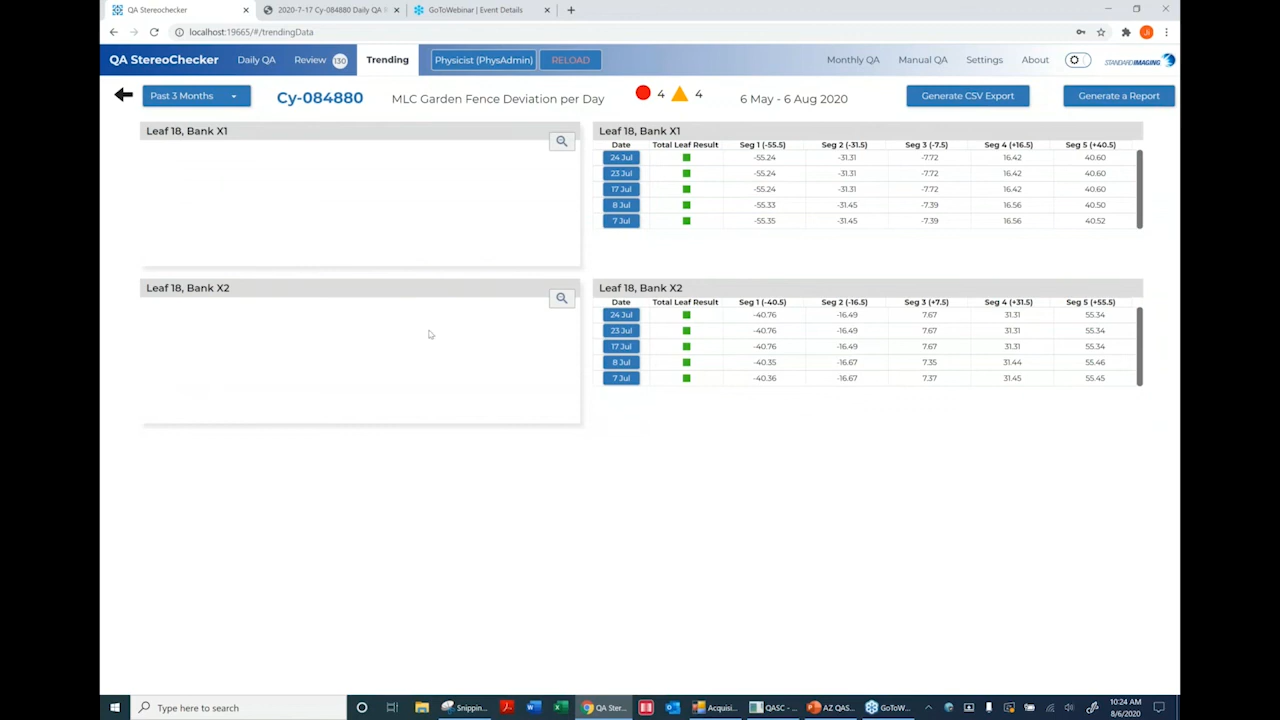 QA Stereochecker
2020-7-17 Cy-084880 Daily QA R
GoToWebinar | Event Details
localhost:19665/#/trendingData
QA StereoChecker Daily QA Review 130 Trending Physicist (PhysAdmin) RELOAD Monthly QA Manual QA Settings About STANDARD IMAGING
Past 3 Months Cy-084880 MLC Garden Fence Deviation per Day 4 4 6 May - 6 Aug 2020 Generate CSV Export Generate a Report
Leaf 18, Bank X1
Leaf 18, Bank X1
Date Total Leaf Result Seg 1 (-55.5) Seg 2 (-31.5) Seg 3 (-7.5) Seg 4 (+16.5) Seg 5 (+40.5)
24 Jul -55.24 -31.31 -7.72 16.42 40.60
23 Jul -55.24 -31.31 -7.72 16.42 40.60
17 Jul -55.24 -31.31 -7.72 16.42 40.60
8 Jul -55.33 -31.45 -7.39 16.56 40.50
7 Jul -55.35 -31.45 -7.39 16.56 40.52
Leaf 18, Bank X2
Leaf 18, Bank X2
Date Total Leaf Result Seg 1 (-40.5) Seg 2 (-16.5) Seg 3 (+7.5) Seg 4 (+31.5) Seg 5 (+55.5)
24 Jul -40.76 -16.49 7.67 31.31 55.34
23 Jul -40.76 -16.49 7.67 31.31 55.34
17 Jul -40.76 -16.49 7.67 31.31 55.34
8 Jul -40.35 -16.67 7.35 31.44 55.46
7 Jul -40.36 -16.67 7.37 31.45 55.45
Type here to search Snippin... QA Ster... Acquisi... QASC - ... AZ QAS... GoToW... 10:24 AM
8/6/2020